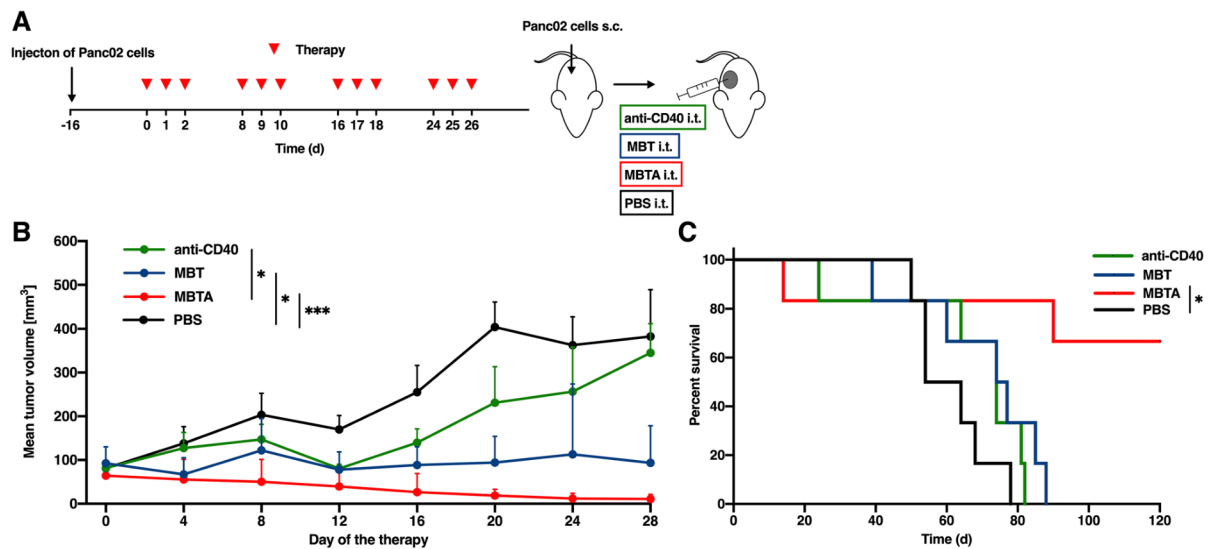 A
Injecton of Panc02 cells
Therapy
-16
0 1 2 8 9 10 16 17 18 24 25 26
Time (d)
Panc02 cells s.c.
anti-CD40 i.t.
MBT i.t.
MBTA i.t.
PBS i.t.
B
Mean tumor volume [mm³]
600
500
400
300
200
100
0
anti-CD40
MBT
MBTA
PBS
*
*
***
0 4 8 12 16 20 24 28
Day of the therapy
C
Percent survival
100
80
60
40
20
0
anti-CD40
MBT
MBTA
PBS
*
0 20 40 60 80 100 120
Time (d)